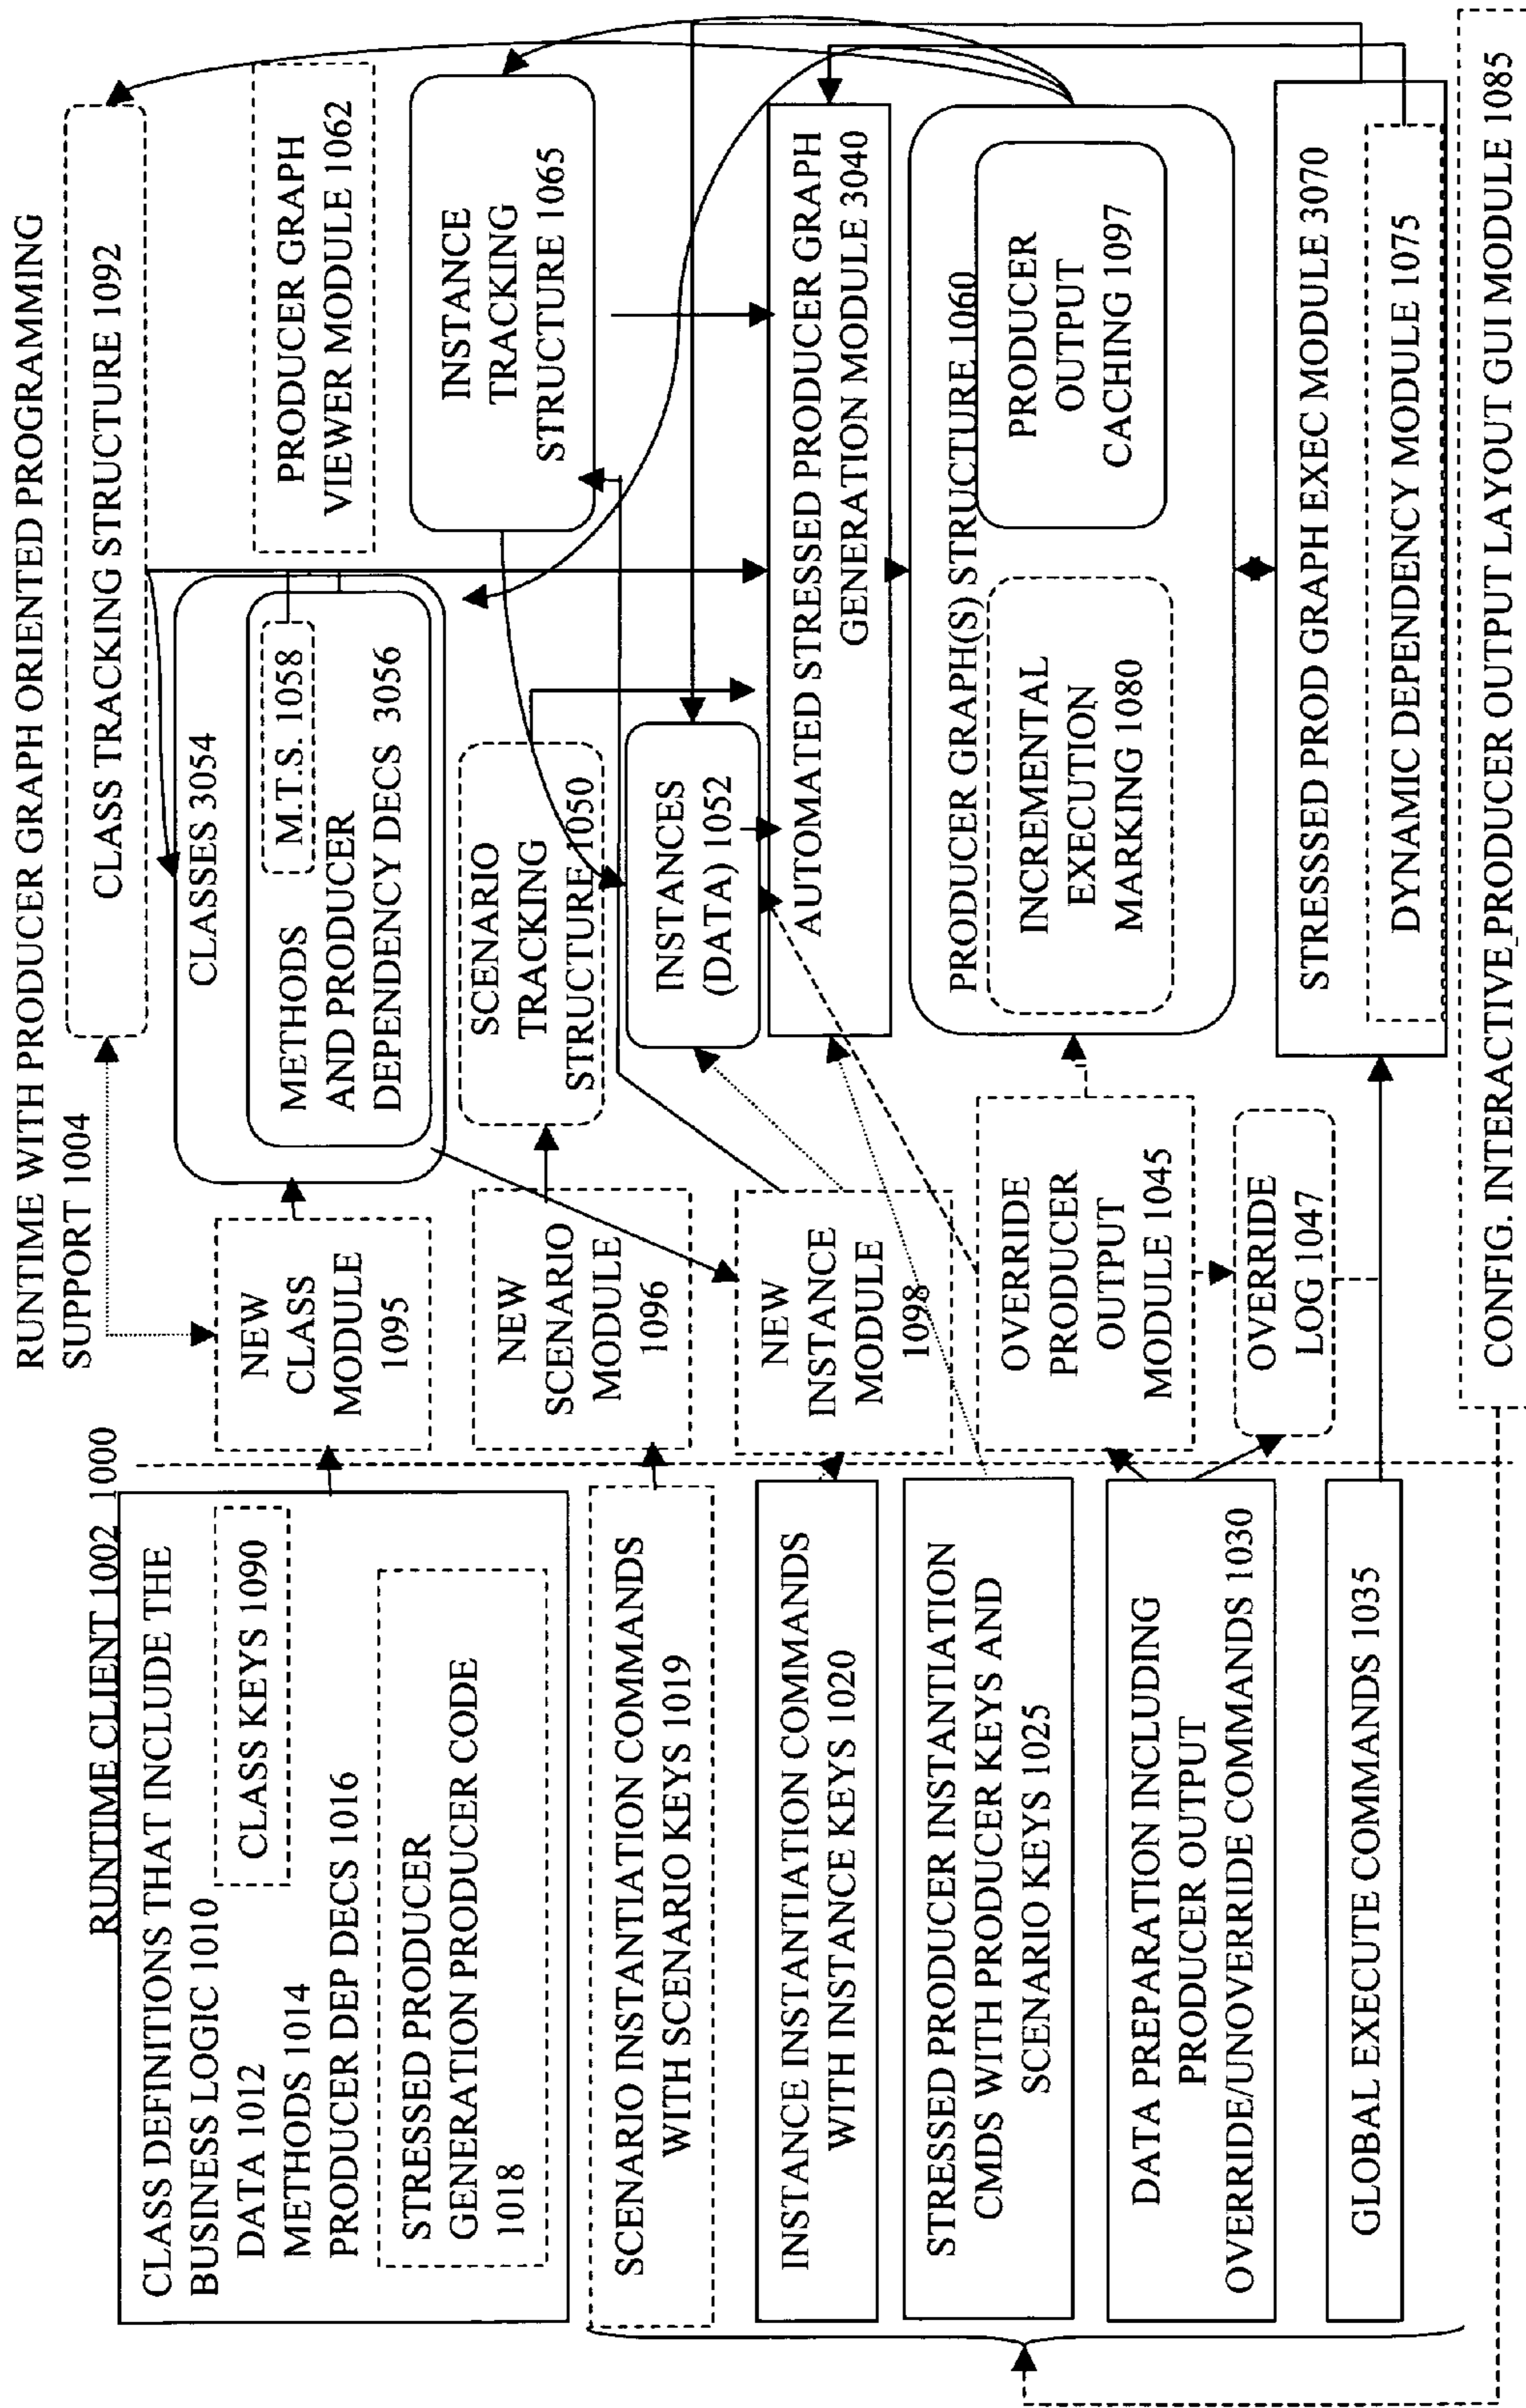 RUNTIME CLIENT 1002
1000
CLASS DEFINITIONS THAT INCLUDE THE
BUSINESS LOGIC 1010
DATA 1012
METHODS 1014
PRODUCER DEP DECS 1016
CLASS KEYS 1090
STRESSED PRODUCER
GENERATION PRODUCER CODE
1018
SCENARIO INSTANTIATION COMMANDS
WITH SCENARIO KEYS 1019
INSTANCE INSTANTIATION COMMANDS
WITH INSTANCE KEYS 1020
STRESSED PRODUCER INSTANTIATION
CMDS WITH PRODUCER KEYS AND
SCENARIO KEYS 1025
DATA PREPARATION INCLUDING
PRODUCER OUTPUT
OVERRIDE/UNOVERRIDE COMMANDS 1030
GLOBAL EXECUTE COMMANDS 1035
RUNTIME WITH PRODUCER GRAPH ORIENTED PROGRAMMING
SUPPORT 1004
NEW
CLASS
MODULE
1095
NEW
SCENARIO
MODULE
1096
NEW
INSTANCE
MODULE
1098
OVERRIDE
PRODUCER
OUTPUT
MODULE 1045
OVERRIDE
LOG 1047
CLASS TRACKING STRUCTURE 1092
CLASSES 3054
M.T.S. 1058
METHODS
AND PRODUCER
DEPENDENCY DECS 3056
PRODUCER GRAPH
VIEWER MODULE 1062
SCENARIO
TRACKING
STRUCTURE 1050
INSTANCE
TRACKING
STRUCTURE 1065
INSTANCES
(DATA) 1052
AUTOMATED STRESSED PRODUCER GRAPH
GENERATION MODULE 3040
PRODUCER GRAPH(S) STRUCTURE 1060
INCREMENTAL
EXECUTION
MARKING 1080
PRODUCER
OUTPUT
CACHING 1097
STRESSSED PROD GRAPH EXEC MODULE 3070
DYNAMIC DEPENDENCY MODULE 1075
CONFIG. INTERACTIVE PRODUCER OUTPUT LAYOUT GUI MODULE 1085